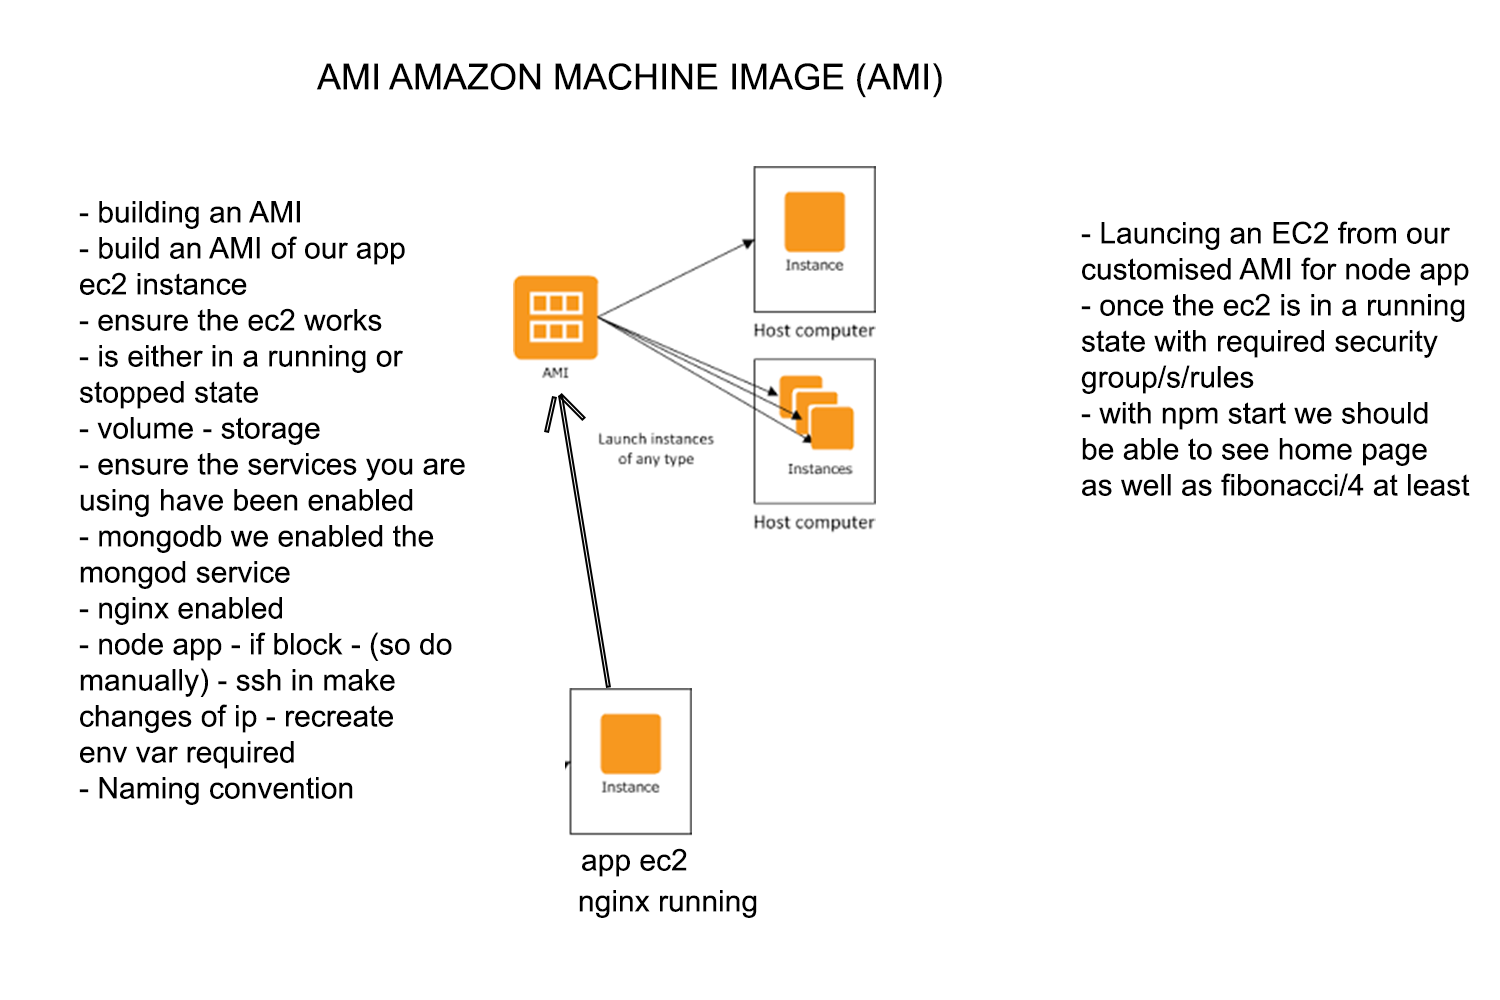 AMI AMAZON MACHINE IMAGE (AMI)
- building an AMI
- build an AMI of our app
ec2 instance
- ensure the ec2 works
- is either in a running or
stopped state
- volume - storage
- ensure the services you are
using have been enabled
- mongodb we enabled the
mongod service
- nginx enabled
- node app - if block - (so do
manually) - ssh in make
changes of ip - recreate
env var required
- Naming convention
AMI
Launch instances
of any type
Instance
Host computer
Instances
Host computer
Instance
app ec2
nginx running
- Launcing an EC2 from our
customised AMI for node app
- once the ec2 is in a running
state with required security
group/s/rules
- with npm start we should
be able to see home page
as well as fibonacci/4 at least